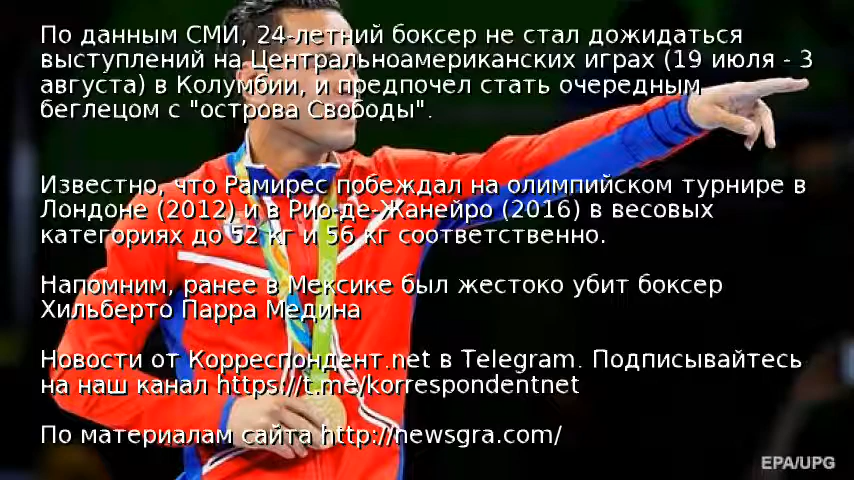 По данным СМИ, 24-летний боксер не стал дожидаться
выступлений на Центральноамериканских играх (19 июля - 3
августа) в Колумбии, и предпочел стать очередным
беглецом с "острова Свободы".
Известно, что Рамирес побеждал на олимпийском турнире в
Лондоне (2012) и в Рио-де-Жанейро (2016) в весовых
категориях до 52 кг и 56 кг соответственно.
Напомним, ранее в Мексике был жестоко убит боксер
Хильберто Парра Медина
Новости от Корреспондент.net в Telegram. Подписывайтесь
на наш канал https://t.me/korrespondentnet
По материалам сайта http://newsgra.com/
EPA/UPG